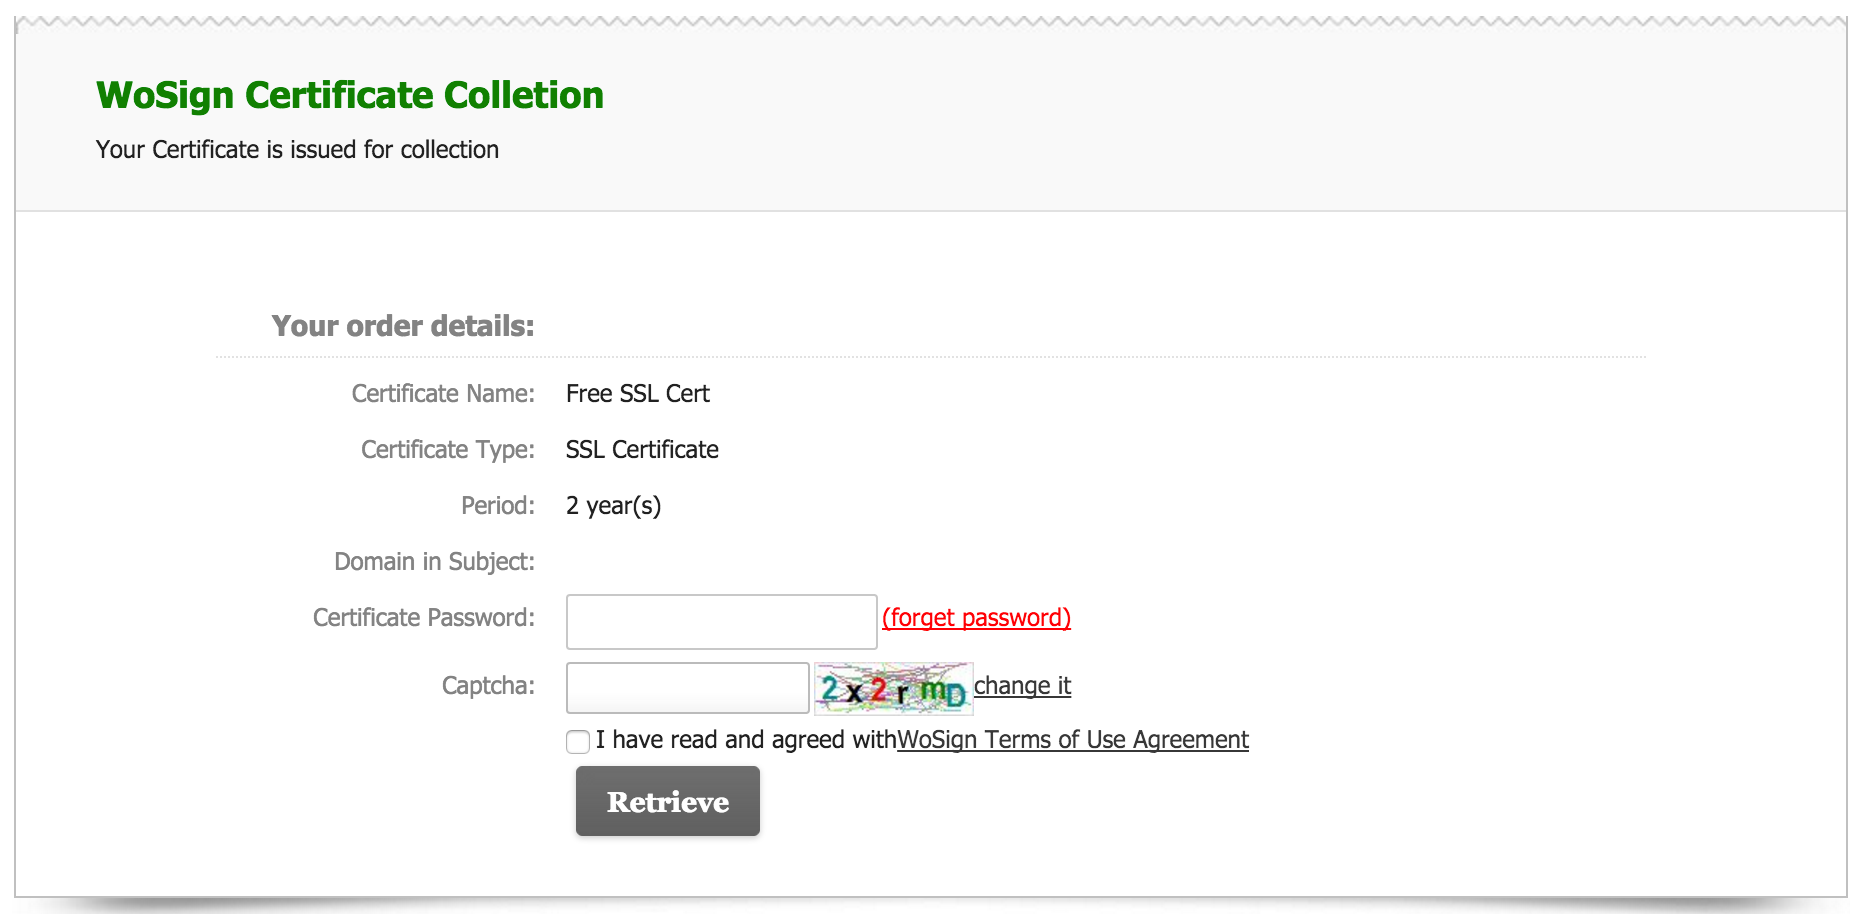 WoSign Certificate Colletion
Your Certificate is issued for collection
Your order details:
Certificate Name: Free SSL Cert
Certificate Type: SSL Certificate
Period: 2 year(s)
Domain in Subject:
Certificate Password: (forget password)
Captcha: 2x2rmD change it
I have read and agreed withWoSign Terms of Use Agreement
Retrieve